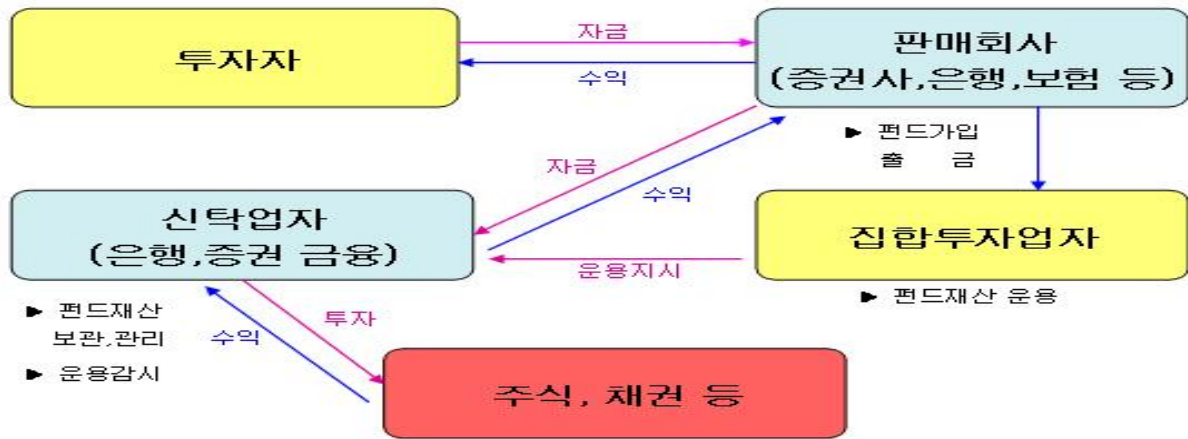 투자자
자금
수익
판매회사
(증권사,은행,보험 등)
▶ 펀드가입
출 금
자금
수익
신탁업자
(은행,증권 금융)
운용지시
집합투자업자
▶ 펀드재산 운용
▶ 펀드재산
보관,관리
▶ 운용감시
수익
투자
주식, 채권 등